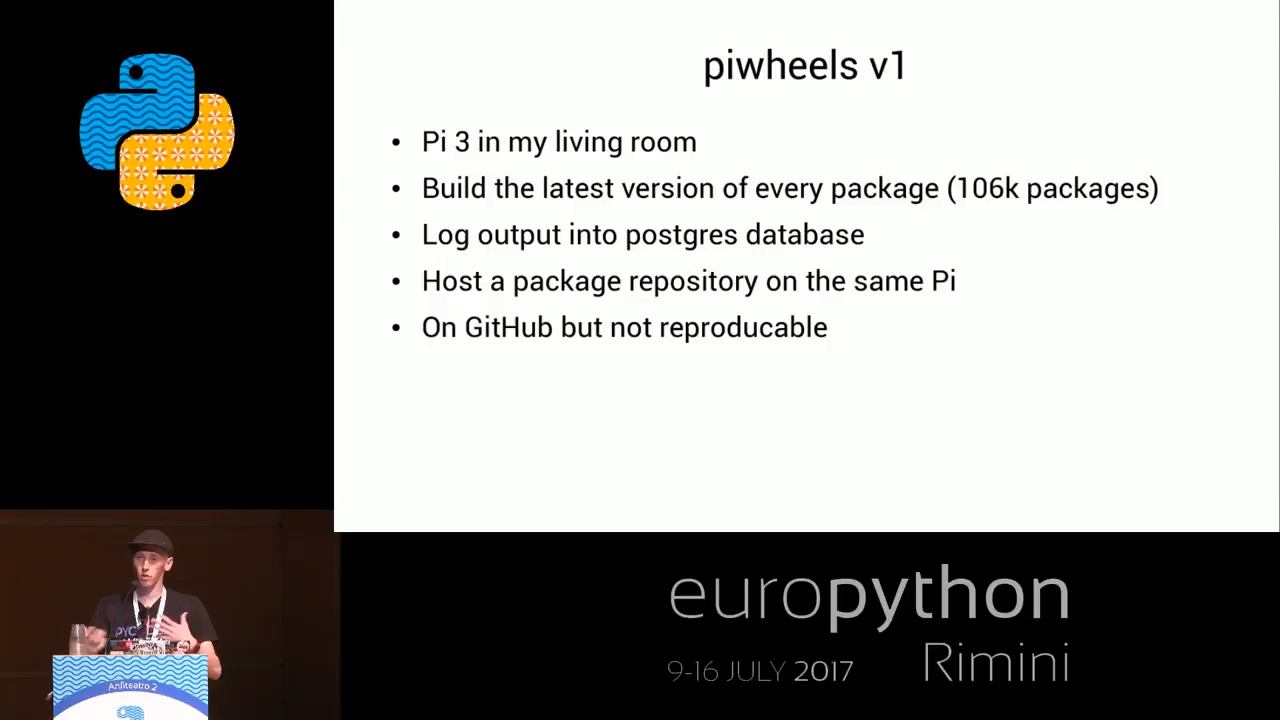 piwheels v1
• Pi 3 in my living room
• Build the latest version of every package (106k packages)
• Log output into postgres database
• Host a package repository on the same Pi
• On GitHub but not reproducable
PYC
Anfiteatro 2
europython
Rimini
9-16 JULY 2017